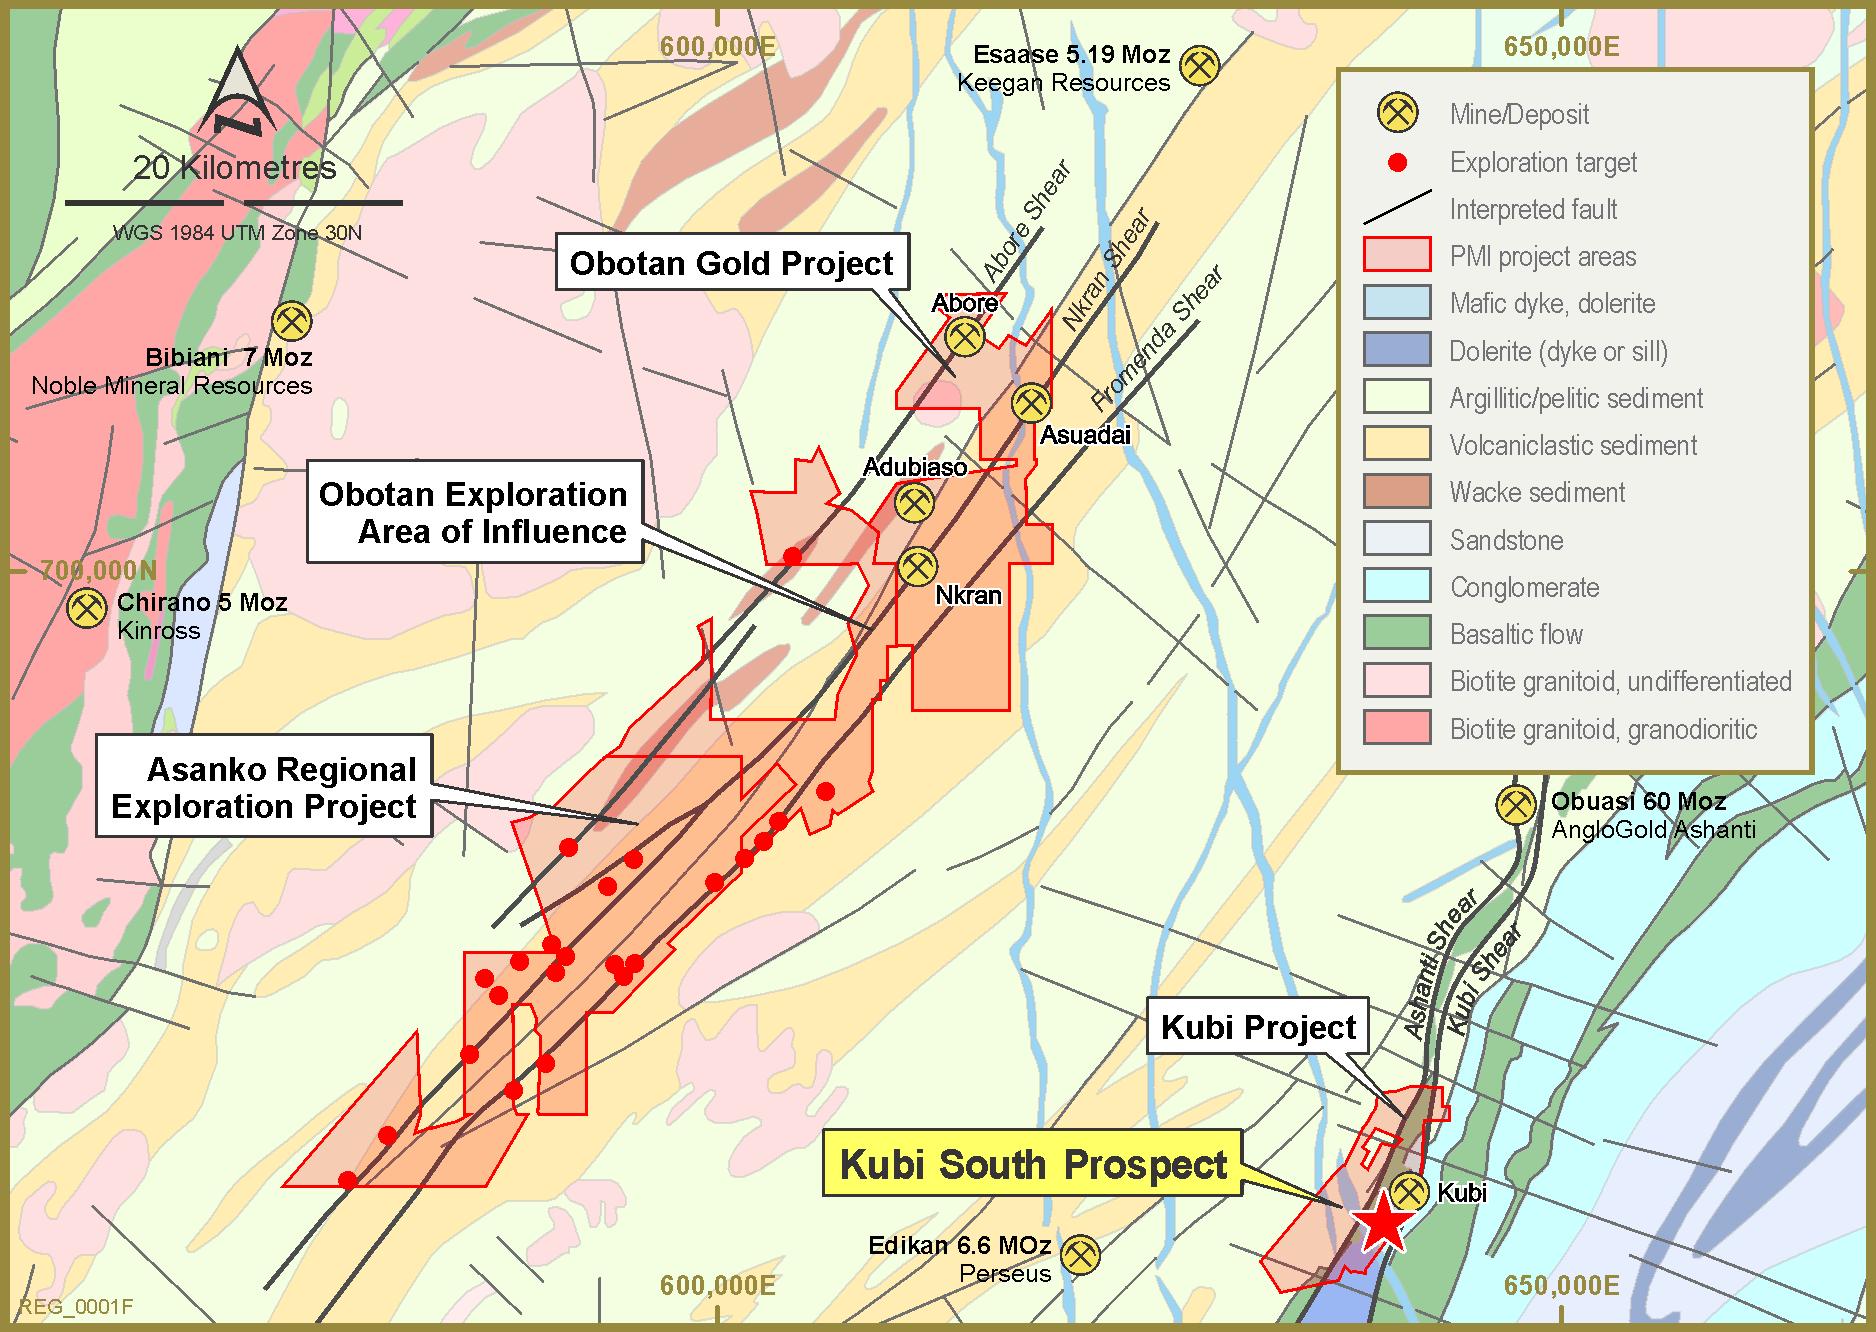 600,000E
650,000E
Esaase 5.19 Moz
Keegan Resources
20 Kilometres
WGS 1984 UTM Zone 30N
Mine/Deposit
Exploration target
Interpreted fault
PMI project areas
Mafic dyke, dolerite
Dolerite (dyke or sill)
Argillitic/pelitic sediment
Volcaniclastic sediment
Wacke sediment
Sandstone
Conglomerate
Basaltic flow
Biotite granitoid, undifferentiated
Biotite granitoid, granodioritic
Abore Shear
Nkran Shear
Fromenda Shear
Obotan Gold Project
Abore
Bibiani 7 Moz
Noble Mineral Resources
Asuadai
Adubiaso
Obotan Exploration
Area of Influence
700,000N
Nkran
Chirano 5 Moz
Kinross
Asanko Regional
Exploration Project
Obuasi 60 Moz
AngloGold Ashanti
Ashanti Shear
Kubi Shear
Kubi Project
Kubi South Prospect
Kubi
Edikan 6.6 MOz
Perseus
600,000E
650,000E
REG_0001F